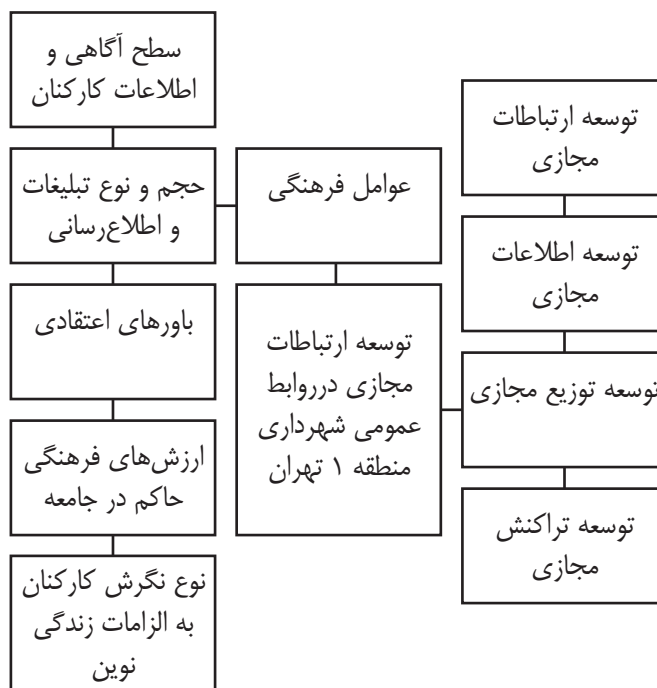 توسعه ارتباطات
مجازی
توسعه اطلاعات
مجازی
توسعه توزیع مجازی
توسعه تراکنش
مجازی
عوامل فرهنگی
توسعه ارتباطات
مجازی درروابط
عمومی شهرداری
منطقه ۱ تهران
سطح آگاهی و
اطلاعات کارکنان
حجم و نوع تبلیغات
و اطلاع‌رسانی
باورهای اعتقادی
ارزش‌های فرهنگی
حاکم در جامعه
نوع نگرش کارکنان
به الزامات زندگی
نوین